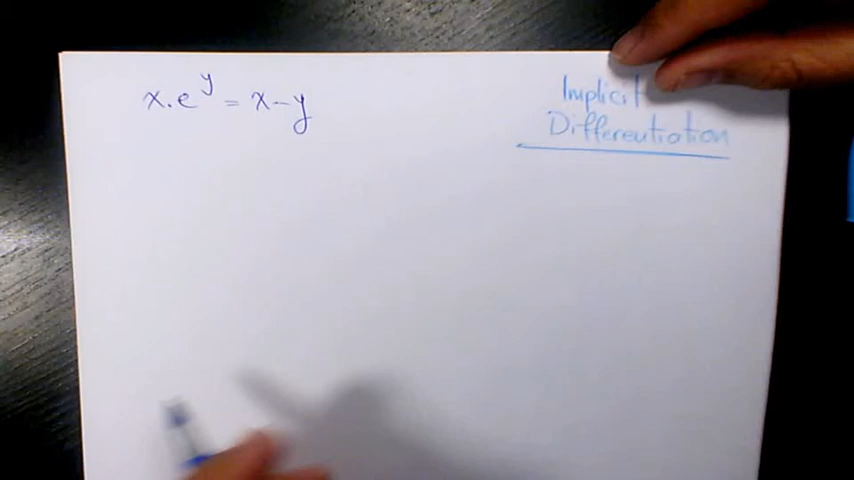 x.e^y = x-y
Implicit
Differentiation